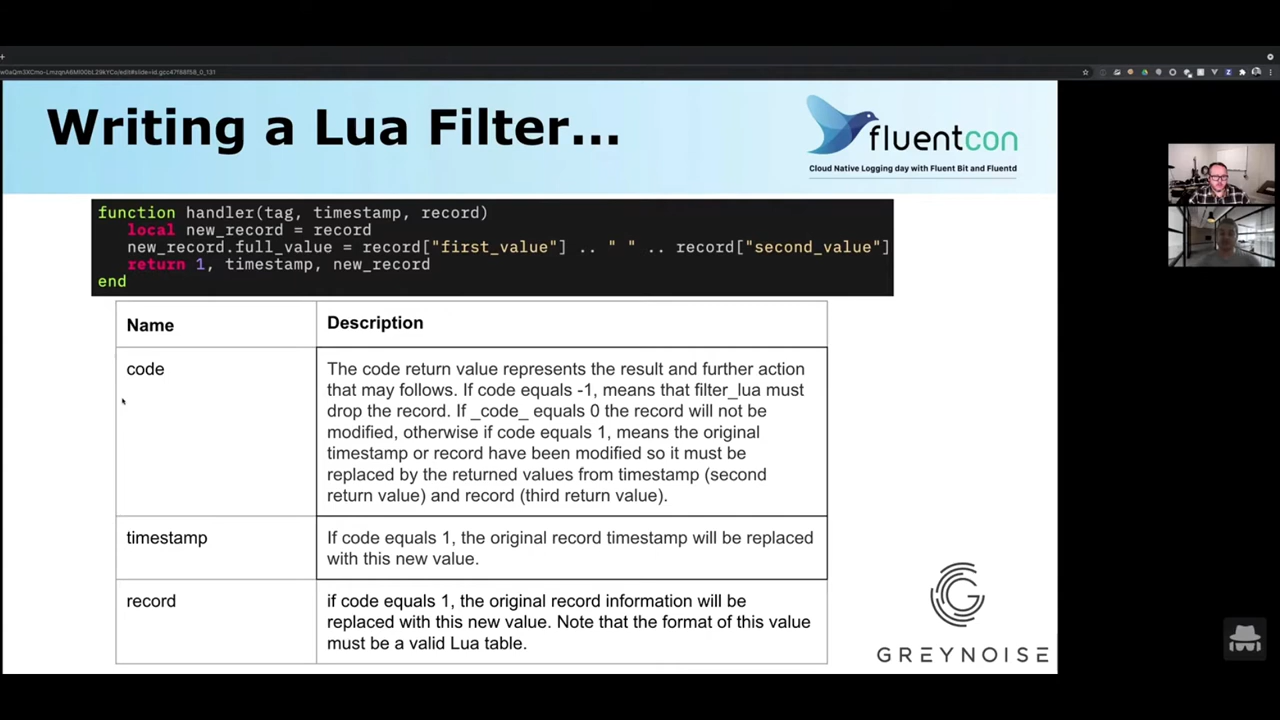 Writing a Lua Filter...
fluentcon
Cloud Native Logging day with Fluent Bit and Fluentd
function handler(tag, timestamp, record)
local new_record = record
new_record.full_value = record["first_value"] .. " " .. record["second_value"]
return 1, timestamp, new_record
end
Name
Description
code
The code return value represents the result and further action
that may follows. If code equals -1, means that filter_lua must
drop the record. If _code_ equals 0 the record will not be
modified, otherwise if code equals 1, means the original
timestamp or record have been modified so it must be
replaced by the returned values from timestamp (second
return value) and record (third return value).
timestamp
If code equals 1, the original record timestamp will be replaced
with this new value.
record
if code equals 1, the original record information will be
replaced with this new value. Note that the format of this value
must be a valid Lua table.
GREYNOISE